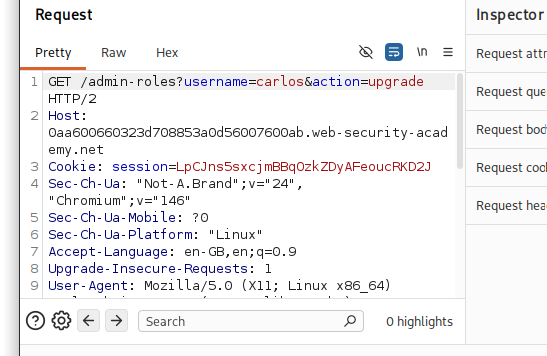 Request
Inspector
Pretty Raw Hex \n
Request attr
1 GET /admin-roles?username=carlos&action=upgrade
HTTP/2
Request que
2 Host:
0aa600660323d708853a0d56007600ab.web-security-acad
emy.net
Request bod
3 Cookie: session=LpCJns5sxcjmBBqOzkZDyAFeoucRKD2J
Request coo
4 Sec-Ch-Ua: "Not-A.Brand";v="24",
"Chromium";v="146"
Request hea
5 Sec-Ch-Ua-Mobile: ?0
6 Sec-Ch-Ua-Platform: "Linux"
7 Accept-Language: en-GB,en;q=0.9
8 Upgrade-Insecure-Requests: 1
9 User-Agent: Mozilla/5.0 (X11; Linux x86_64)
Search
0 highlights